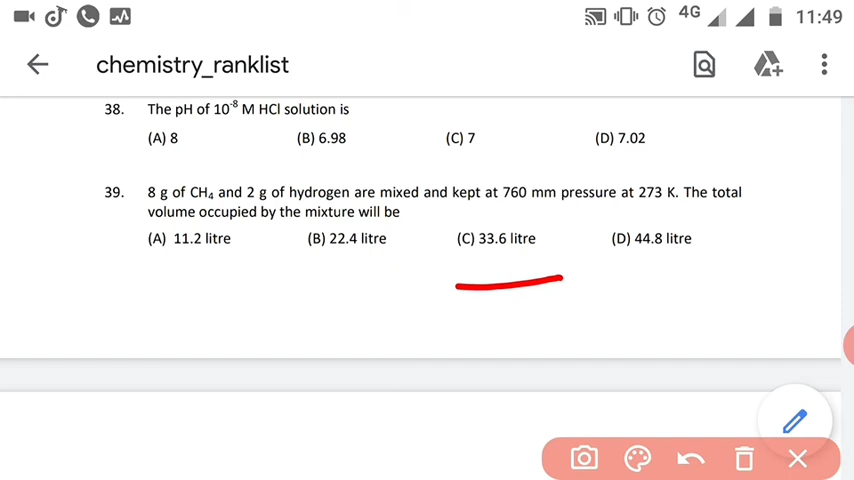 4G 11:49
chemistry_ranklist
38. The pH of 10⁻⁸ M HCl solution is
(A) 8 (B) 6.98 (C) 7 (D) 7.02
39. 8 g of CH₄ and 2 g of hydrogen are mixed and kept at 760 mm pressure at 273 K. The total
volume occupied by the mixture will be
(A) 11.2 litre (B) 22.4 litre (C) 33.6 litre (D) 44.8 litre